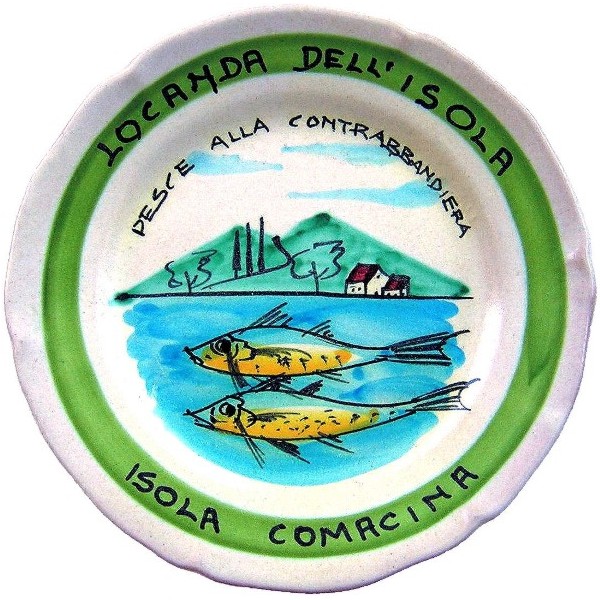 LOCANDA DELL'ISOLA
PESCE ALLA CONTRABBANDIERA
ISOLA COMACINA